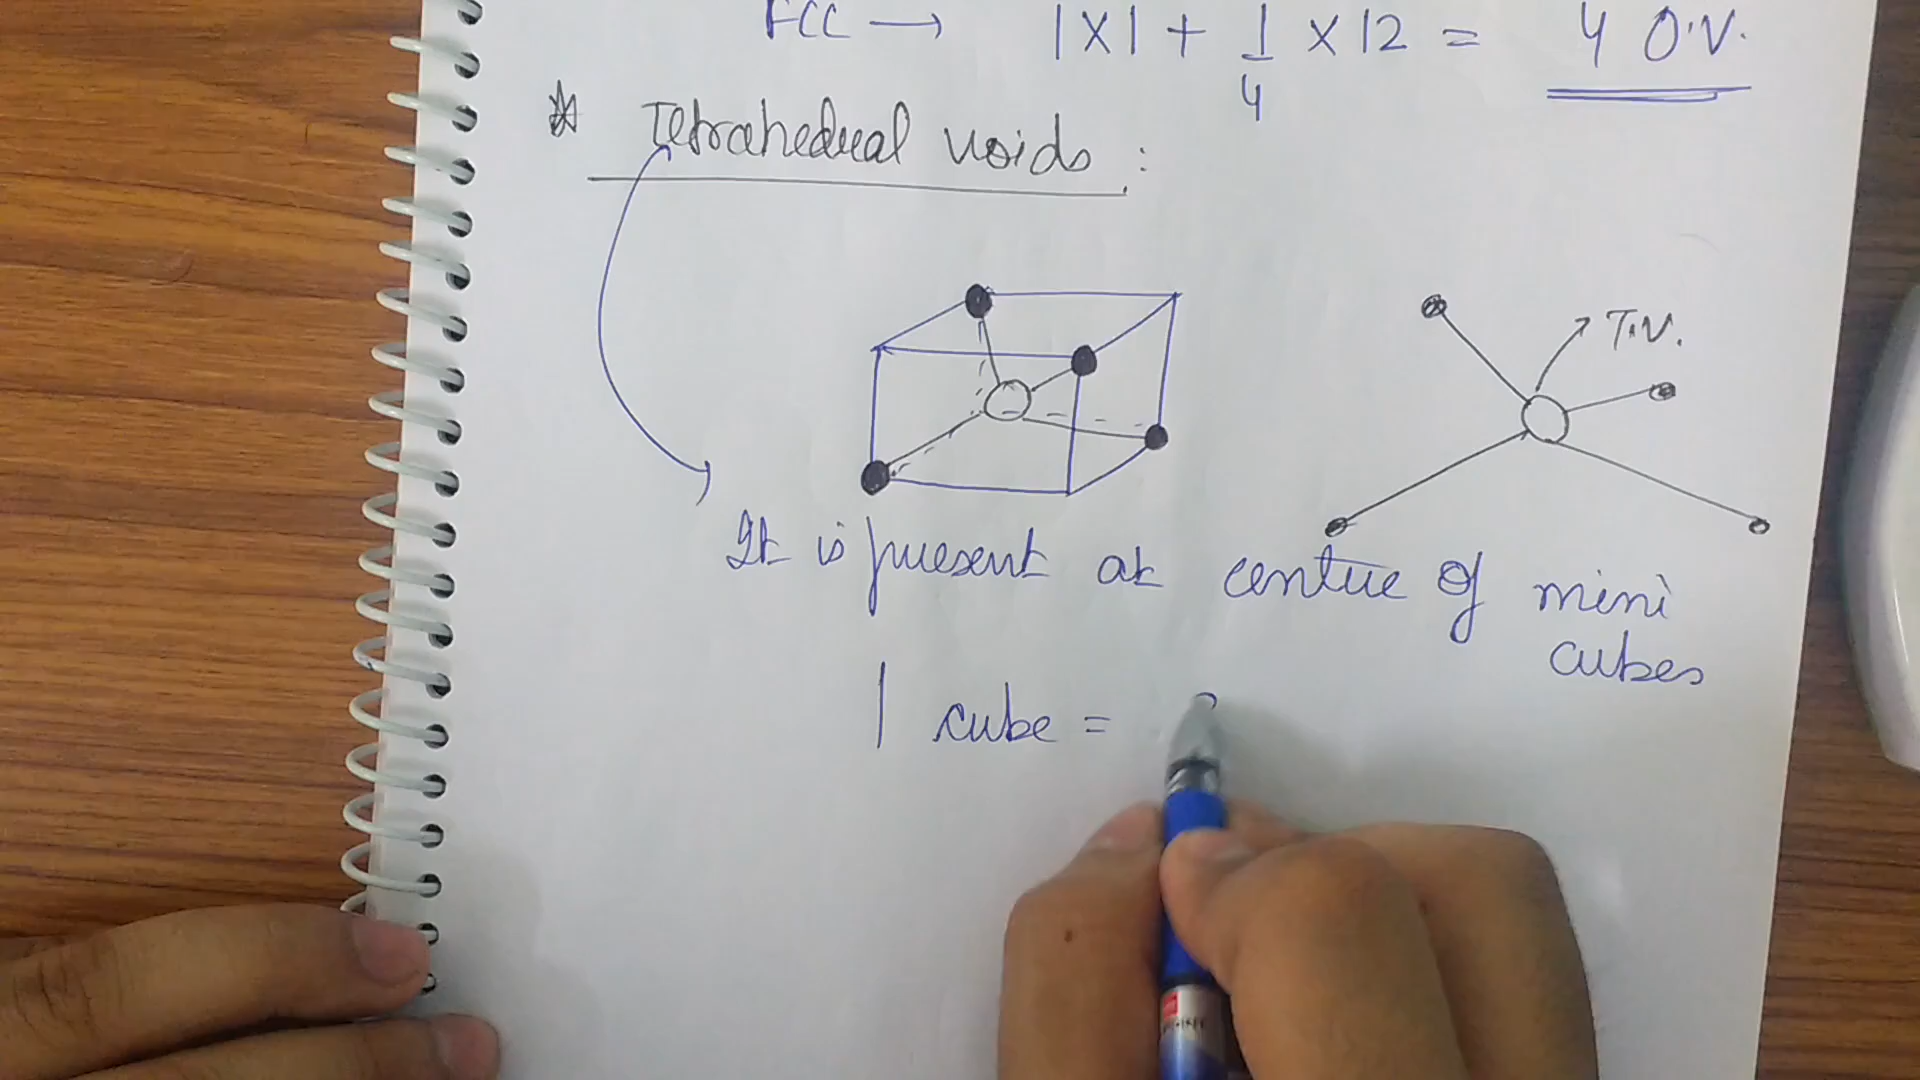 FCC → 1 X 1 + 1/4 X 12 = 4 O.V.
* Tetrahedral voids :
T.V.
It is present at centre of mini
cubes
1 cube =